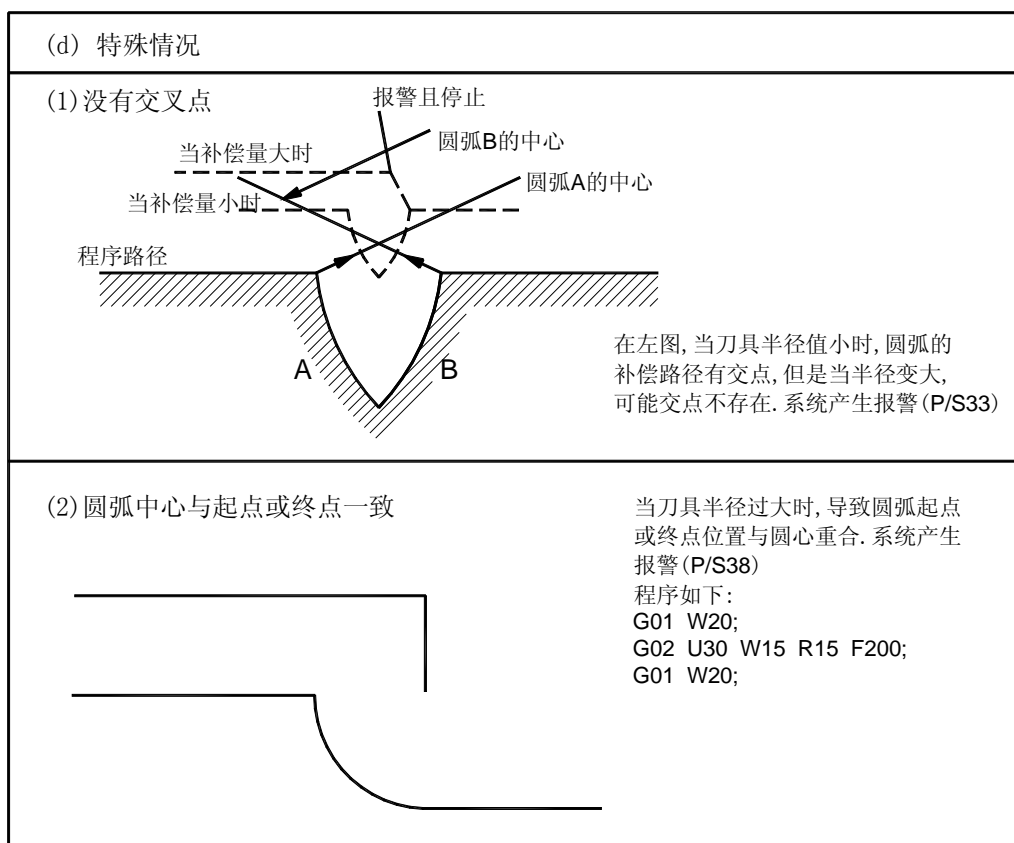 (d) 特殊情况
(1)没有交叉点
报警且停止
圆弧B的中心
当补偿量大时
圆弧A的中心
当补偿量小时
程序路径
A
B
在左图,当刀具半径值小时,圆弧的
补偿路径有交点,但是当半径变大,
可能交点不存在.系统产生报警(P/S33)
(2)圆弧中心与起点或终点一致
当刀具半径过大时,导致圆弧起点
或终点位置与圆心重合.系统产生
报警(P/S38)
程序如下:
G01 W20;
G02 U30 W15 R15 F200;
G01 W20;